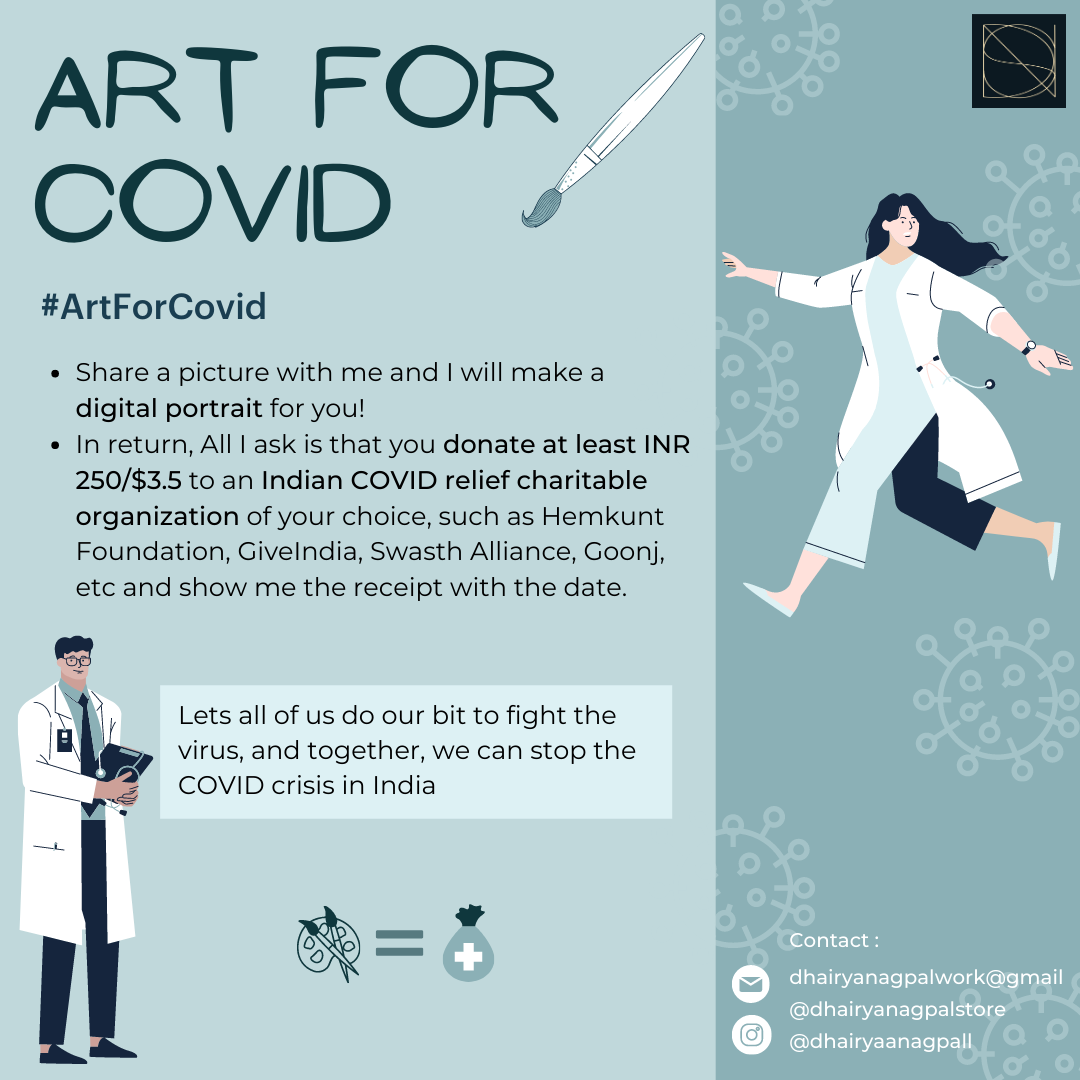 ART FOR
COVID
#ArtForCovid
• Share a picture with me and I will make a
digital portrait for you!
• In return, All I ask is that you donate at least INR
250/$3.5 to an Indian COVID relief charitable
organization of your choice, such as Hemkunt
Foundation, GiveIndia, Swasth Alliance, Goonj,
etc and show me the receipt with the date.
Lets all of us do our bit to fight the
virus, and together, we can stop the
COVID crisis in India
Contact :
dhairyanagpalwork@gmail
@dhairyanagpalstore
@dhairyaanagpall